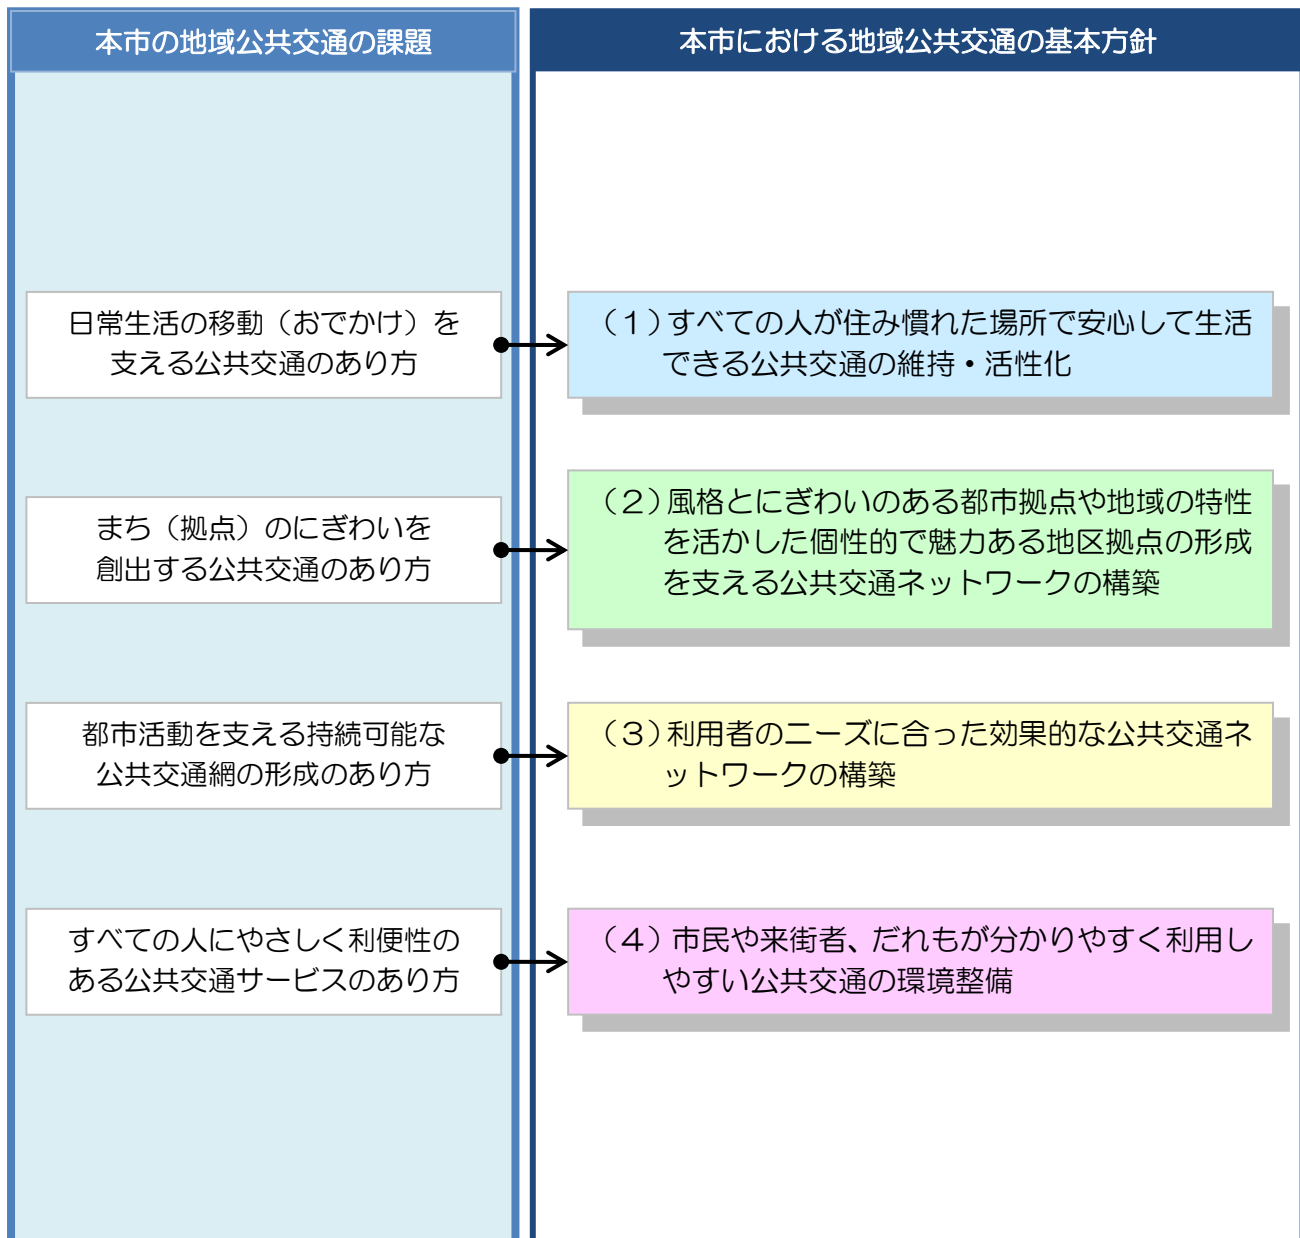 本市の地域公共交通の課題
本市における地域公共交通の基本方針
日常生活の移動（おでかけ）を
支える公共交通のあり方
（１）すべての人が住み慣れた場所で安心して生活
できる公共交通の維持・活性化
まち（拠点）のにぎわいを
創出する公共交通のあり方
（２）風格とにぎわいのある都市拠点や地域の特性
を活かした個性的で魅力ある地区拠点の形成
を支える公共交通ネットワークの構築
都市活動を支える持続可能な
公共交通網の形成のあり方
（３）利用者のニーズに合った効果的な公共交通ネ
ットワークの構築
すべての人にやさしく利便性の
ある公共交通サービスのあり方
（４）市民や来街者、だれもが分かりやすく利用し
やすい公共交通の環境整備